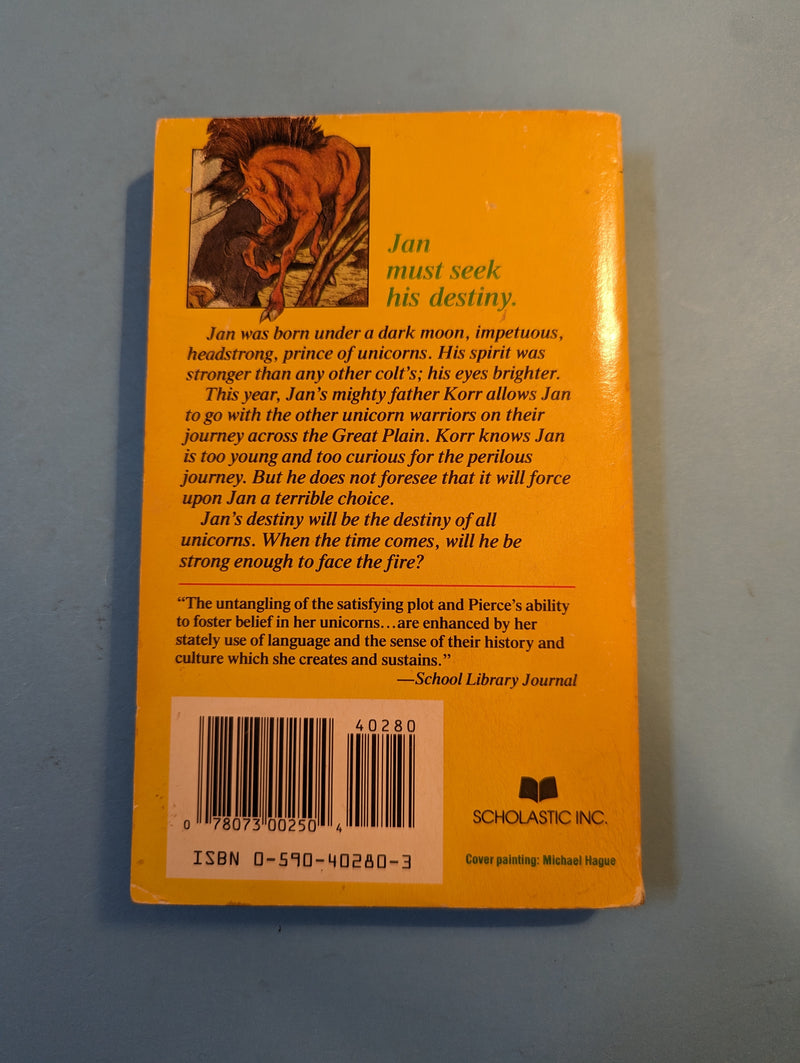 Jan
must seek
his destiny.
Jan was born under a dark moon, impetuous,
headstrong, prince of unicorns. His spirit was
stronger than any other colt's; his eyes brighter.
This year, Jan's mighty father Korr allows Jan
to go with the other unicorn warriors on their
journey across the Great Plain. Korr knows Jan
is too young and too curious for the perilous
journey. But he does not foresee that it will force
upon Jan a terrible choice.
Jan's destiny will be the destiny of all
unicorns. When the time comes, will he be
strong enough to face the fire?
“The untangling of the satisfying plot and Pierce's ability
to foster belief in her unicorns...are enhanced by her
stately use of language and the sense of their history and
culture which she creates and sustains.”
—School Library Journal
40280
0 78073 00250 4
ISBN 0-590-40280-3
SCHOLASTIC INC.
Cover painting: Michael Hague